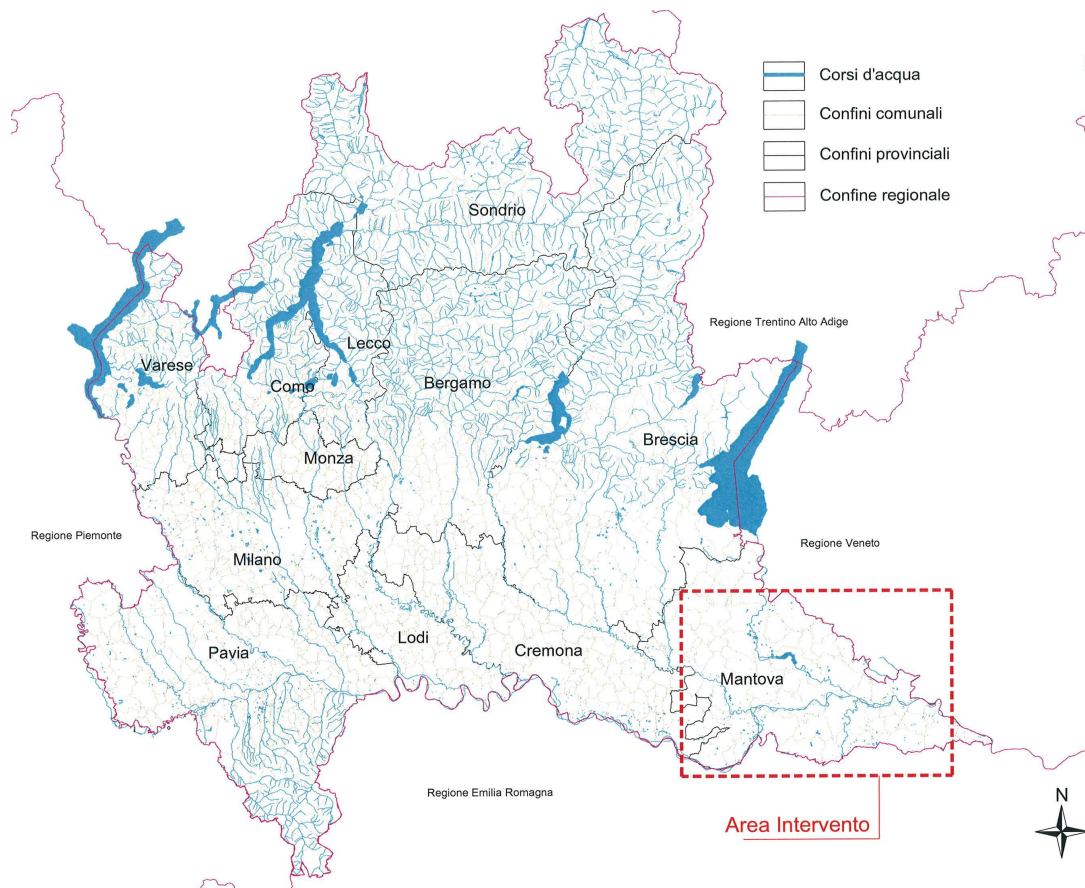 Corsi d'acqua
Confini comunali
Confini provinciali
Confine regionale
Sondrio
Regione Trentino Alto Adige
Lecco
Varese
Como
Bergamo
Brescia
Monza
Regione Piemonte
Regione Veneto
Milano
Lodi
Pavia
Cremona
Mantova
Regione Emilia Romagna
N
Area Intervento